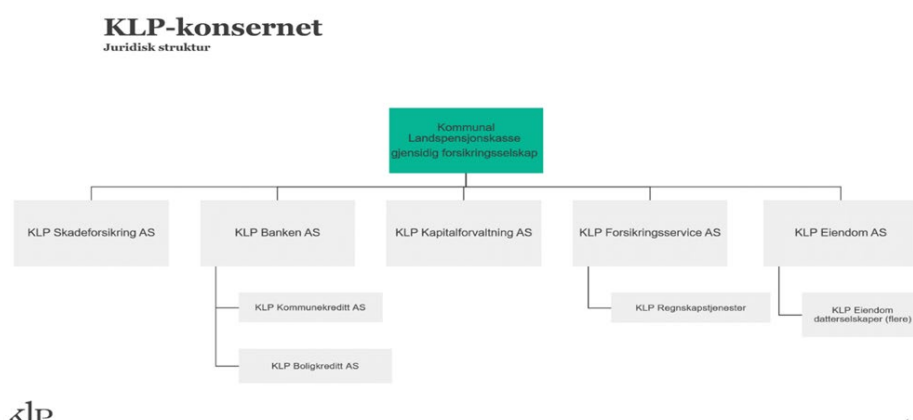 KLP-konsernet
Juridisk struktur
Kommunal
Landspensjonskasse
gjensidig forsikringsselskap
KLP Skadeforsikring AS
KLP Banken AS
KLP Kapitalforvaltning AS
KLP Forsikringsservice AS
KLP Eiendom AS
KLP Kommunekreditt AS
KLP Regnskapstjenester
KLP Eiendom
datterselskaper (flere)
KLP Boligkreditt AS
klp